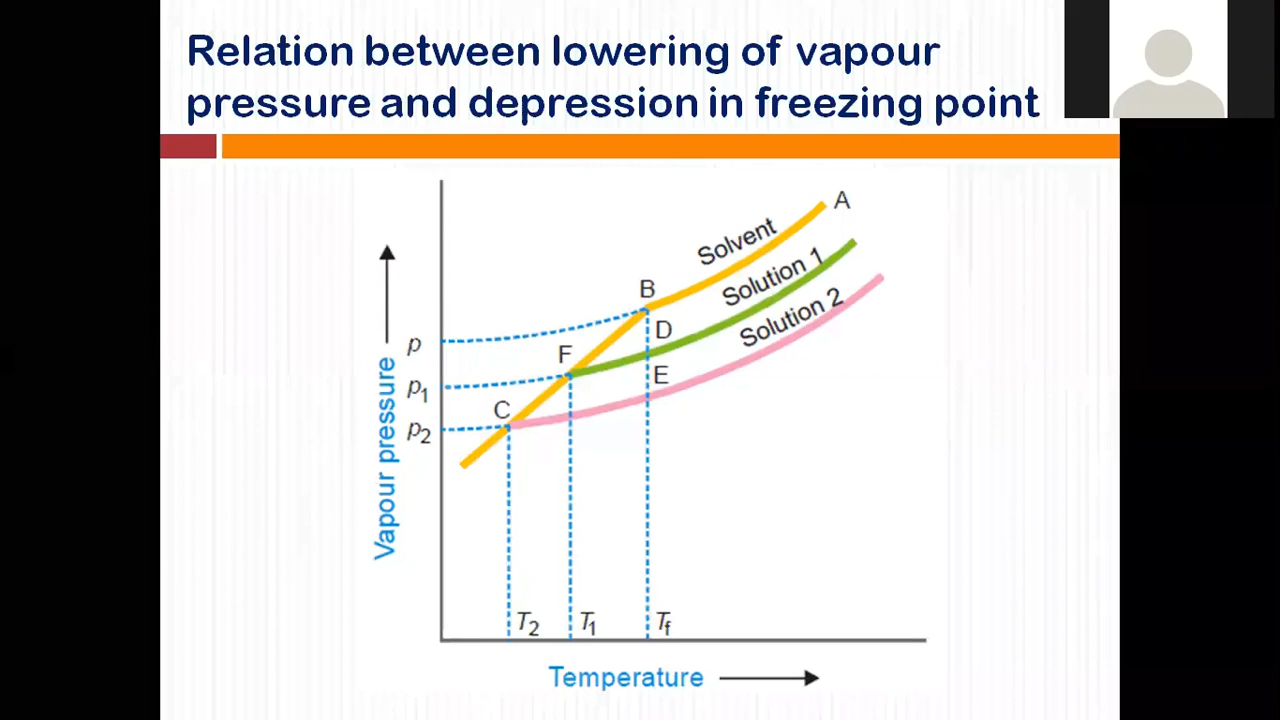 Relation between lowering of vapour
pressure and depression in freezing point
A
Solvent
Solution 1
Solution 2
B
D
F
E
C
p
p1
p2
Vapour pressure
T2
T1
Tf
Temperature